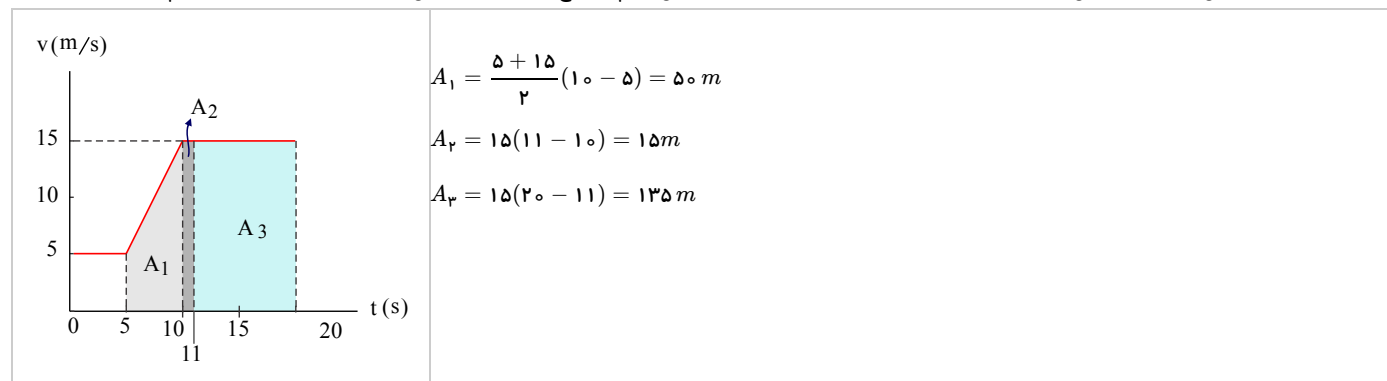 v(m/s)
A2
15
10
5
A1
A 3
t (s)
0 5 10 15 20
11
A۱ = (۵ + ۱۵)/۲ (۱۰ − ۵) = ۵۰ m
A۲ = ۱۵(۱۱ − ۱۰) = ۱۵m
A۳ = ۱۵(۲۰ − ۱۱) = ۱۳۵ m